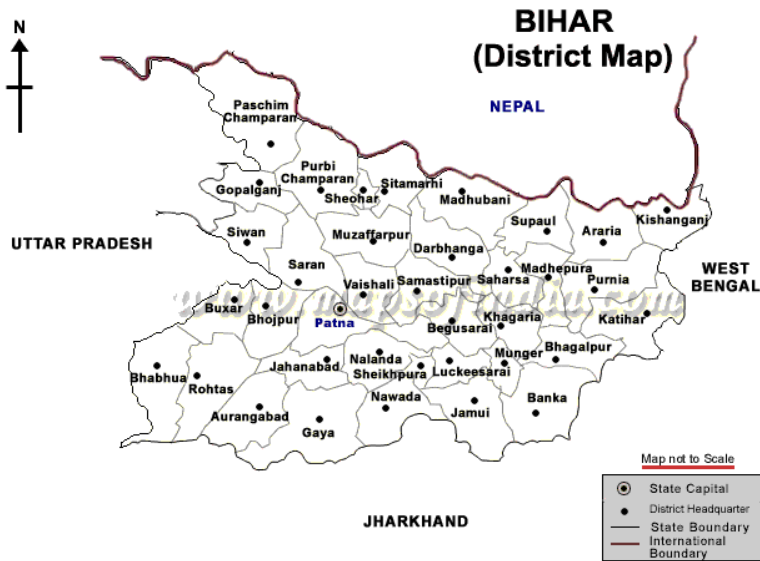 BIHAR
(District Map)
N
NEPAL
Paschim
Champaran
Purbi
Champaran
Gopalganj
Sheohar
Sitamarhi
Madhubani
Supaul
Araria
Kishanganj
Siwan
Muzaffarpur
Darbhanga
UTTAR PRADESH
WEST
BENGAL
Saran
Vaishali
Samastipur
Saharsa
Madhepura
Purnia
www.mapsofindia.com
Buxar
Bhojpur
Patna
Begusarai
Khagaria
Katihar
Bhabhua
Rohtas
Jahanabad
Nalanda
Sheikhpura
Luckeesarai
Munger
Bhagalpur
Aurangabad
Gaya
Nawada
Jamui
Banka
JHARKHAND
Map not to Scale
State Capital
District Headquarter
State Boundary
International
Boundary